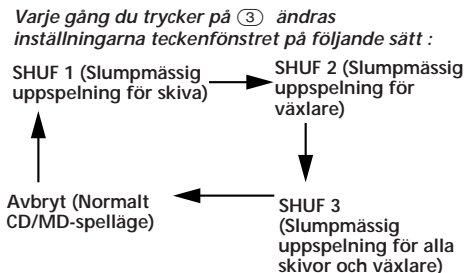 Varje gång du trycker på ③ ändras
inställningarna teckenfönstret på följande sätt :
SHUF 1 (Slumpmässig
uppspelning för skiva)
SHUF 2 (Slumpmässig
uppspelning för
växlare)
SHUF 3
(Slumpmässig
uppspelning för alla
skivor och växlare)
Avbryt (Normalt
CD/MD-spelläge)